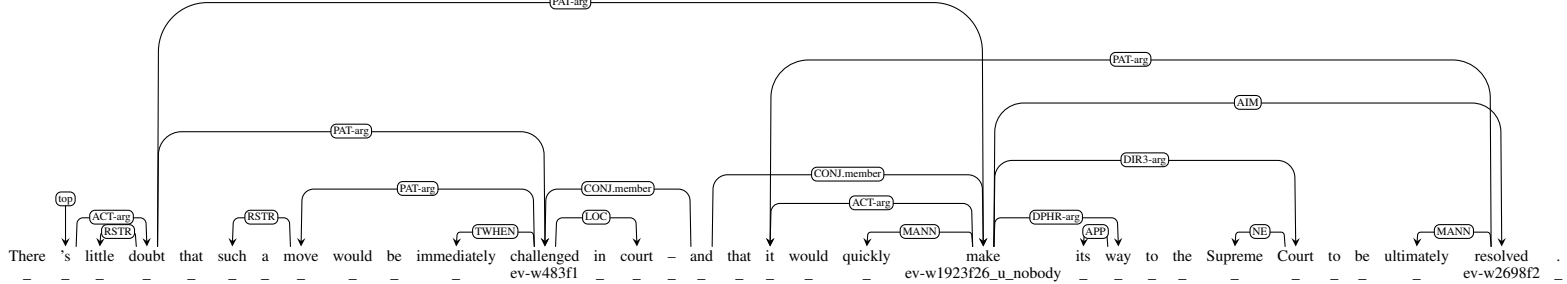 PAT-arg
PAT-arg
AIM
PAT-arg
DIR3-arg
CONJ.member
PAT-arg CONJ.member
top ACT-arg
ACT-arg RSTR LOC DPHR-arg
RSTR TWHEN MANN APP NE MANN
There 's little doubt that such a move would be immediately challenged in court – and that it would quickly make its way to the Supreme Court to be ultimately resolved .
_ _ _ _ _ _ _ _ _ _ _ ev-w483f1 _ _ _ _ _ _ _ _ ev-w1923f26_u_nobody _ _ _ _ _ _ _ _ _ ev-w2698f2 _